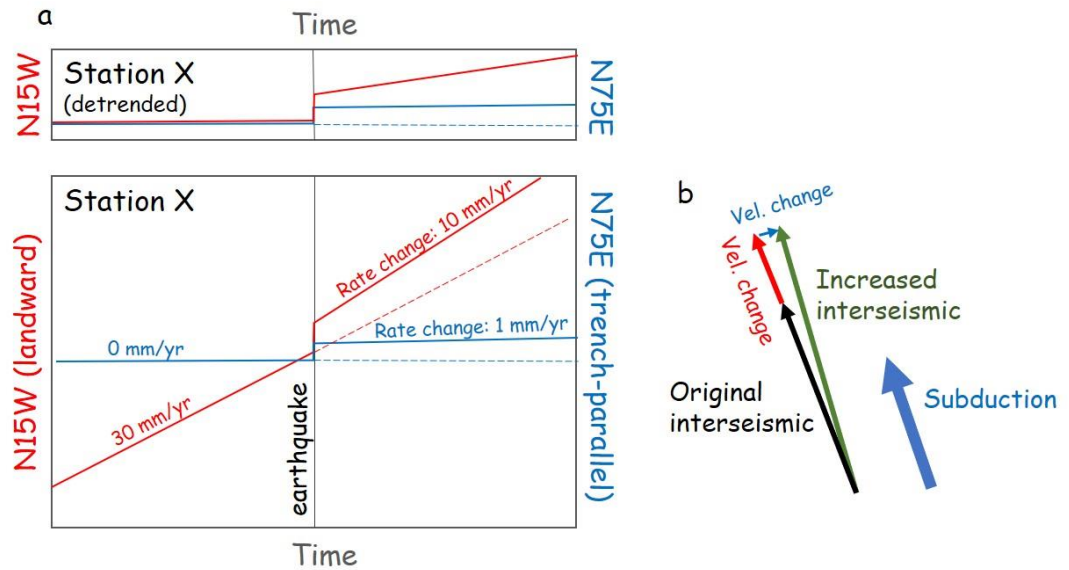 a
Time
N15W
Station X
(detrended)
N75E
Station X
N15W (landward)
30 mm/yr
0 mm/yr
earthquake
Rate change: 10 mm/yr
Rate change: 1 mm/yr
N75E (trench-parallel)
Time
b
Vel. change
Vel. change
Increased
interseismic
Original
interseismic
Subduction